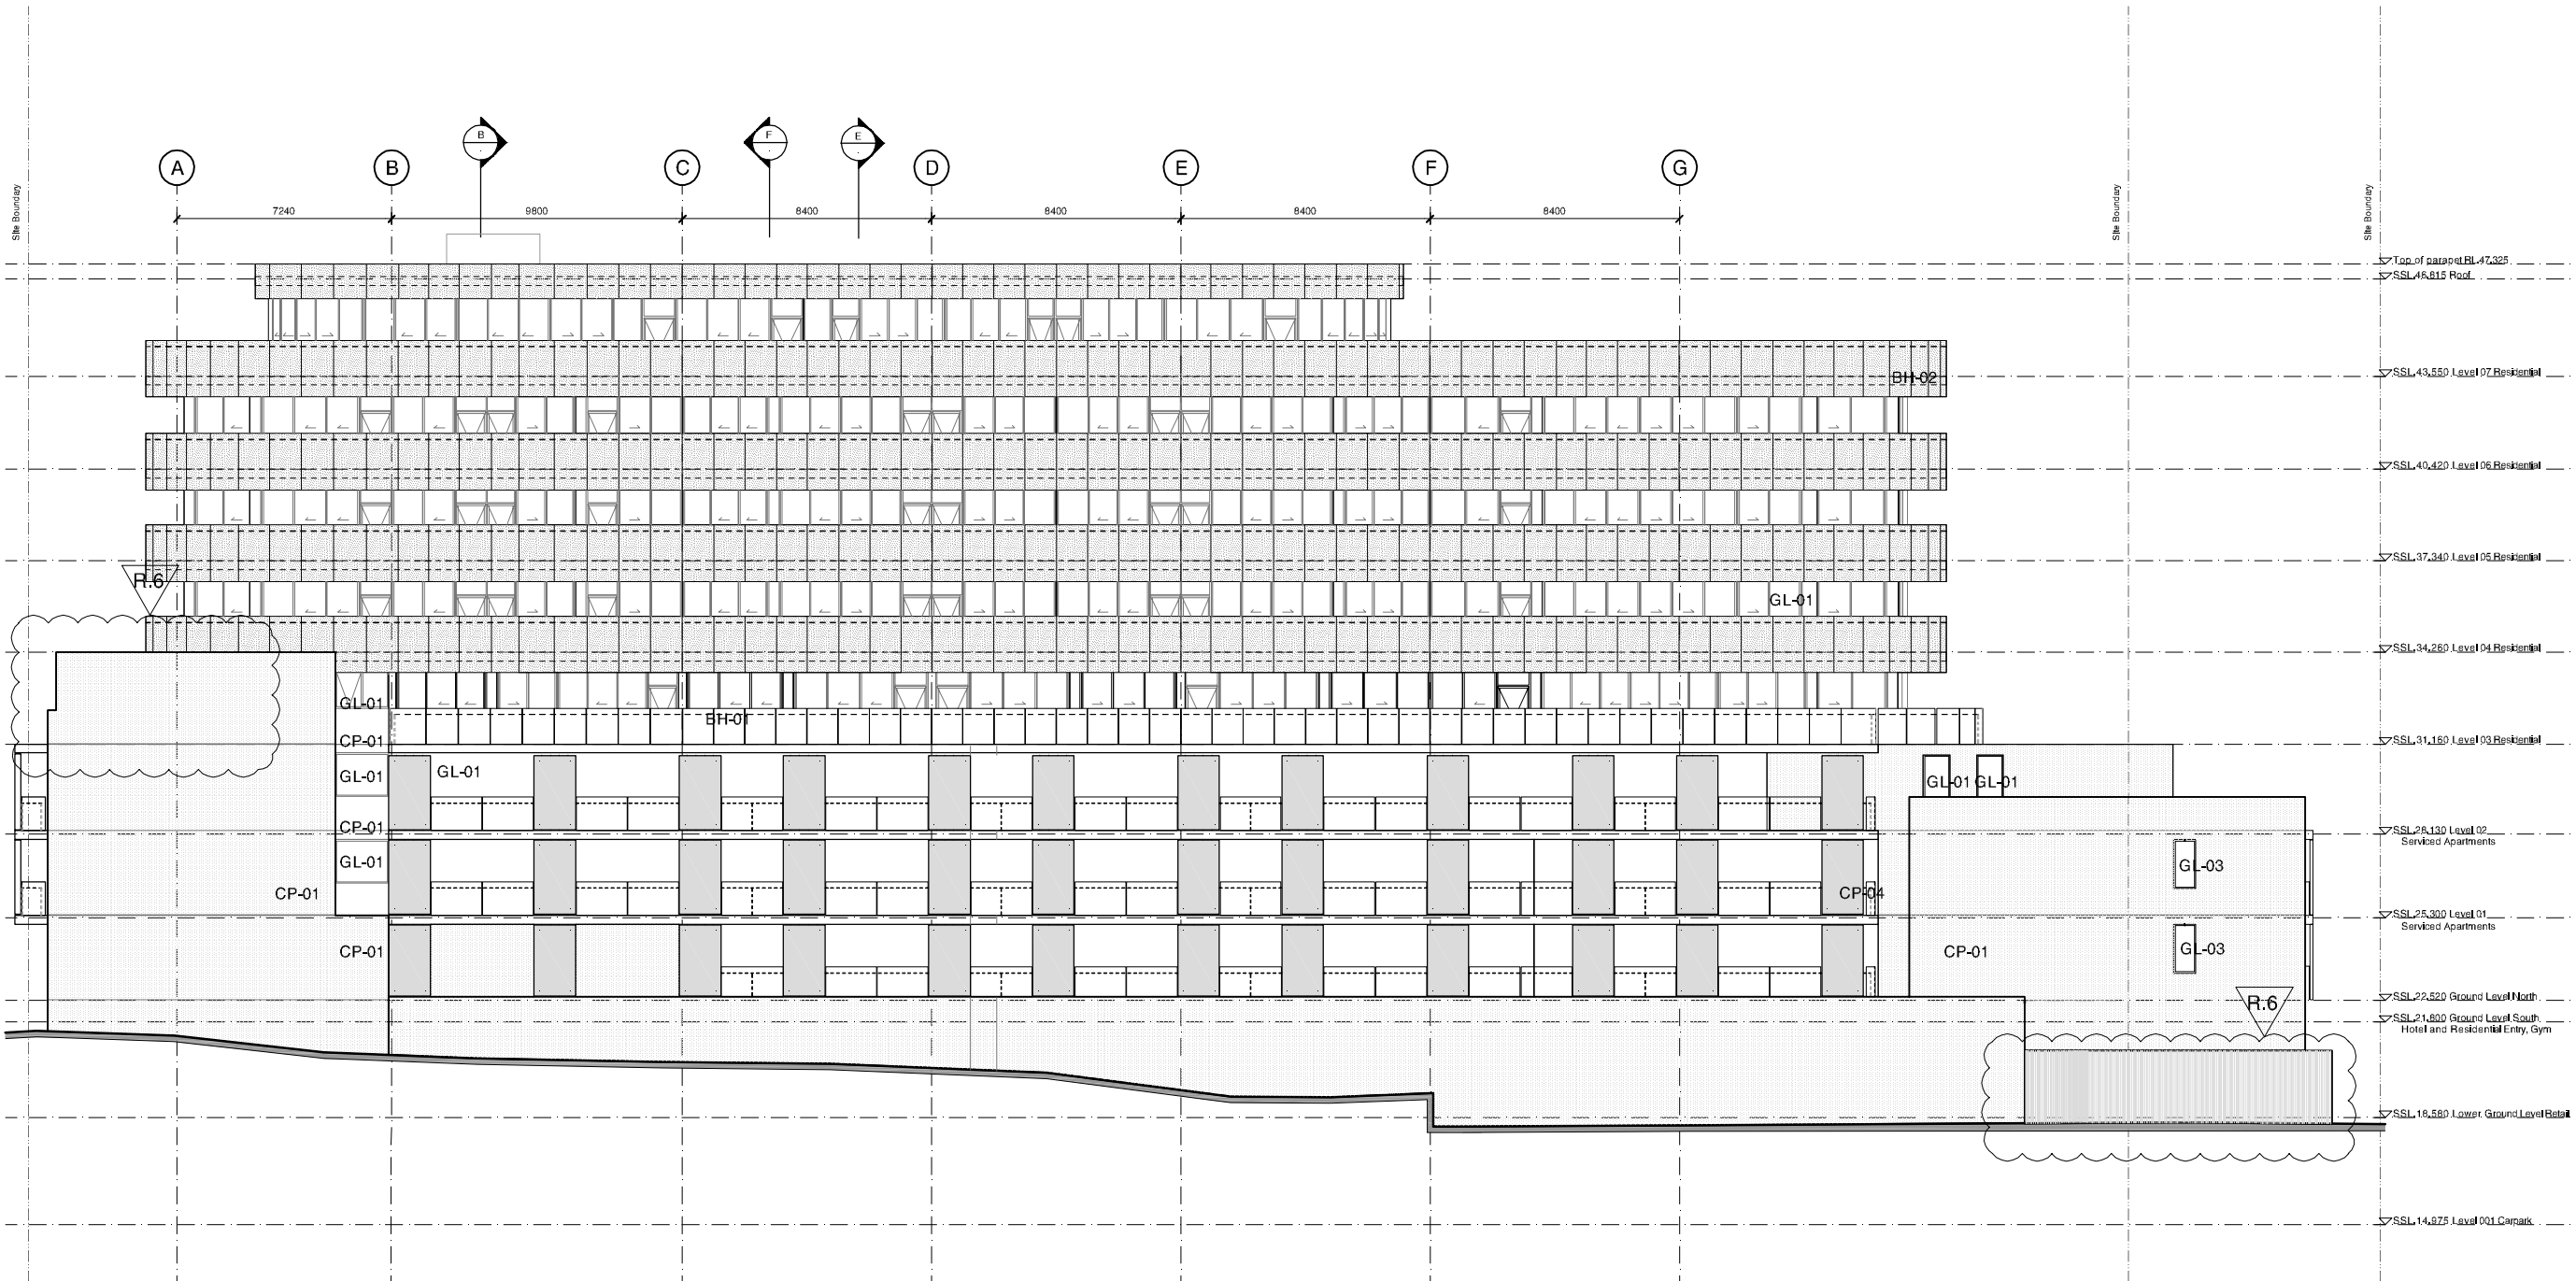 B
F
E
A
B
C
D
E
F
G
Site Boundary
Site Boundary
Site Boundary
7240
9800
8400
8400
8400
8400
Top of parapet RL.47.325
SSL.46.815 Roof
BH-02
SSL.43.550 Level 07 Residential
SSL.40.420 Level 06 Residential
SSL.37.340 Level 05 Residential
R.6
GL-01
SSL.34.260 Level 04 Residential
GL-01
BH-01
CP-01
SSL.31.160 Level 03 Residential
GL-01
GL-01
GL-01
GL-01
CP-01
SSL.28.130 Level 02
Serviced Apartments
GL-01
GL-03
CP-01
CP-04
SSL.25.300 Level 01
Serviced Apartments
CP-01
CP-01
GL-03
R.6
SSL.22.520 Ground Level North
SSL.21.800 Ground Level South
Hotel and Residential Entry, Gym
SSL.18.580 Lower Ground Level Retail
SSL.14.975 Level 001 Carpark